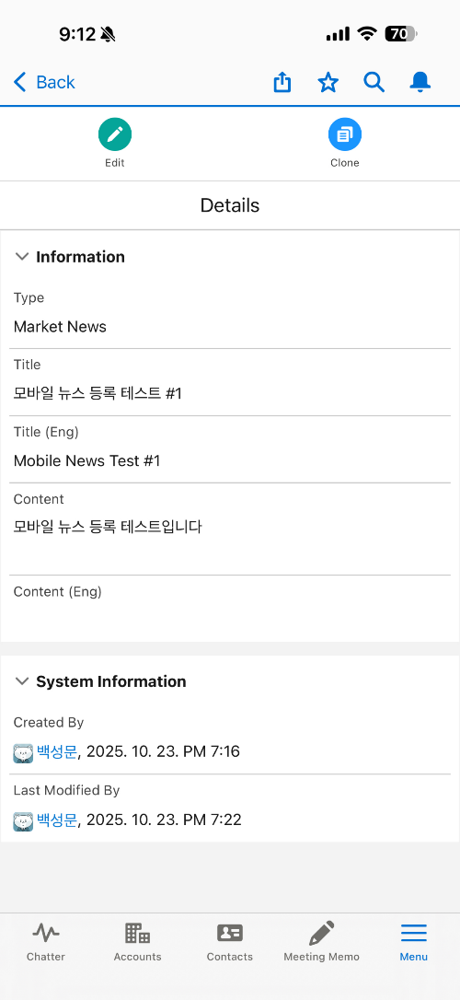 9:12
70
Back
Edit
Clone
Details
Information
Type
Market News
Title
모바일 뉴스 등록 테스트 #1
Title (Eng)
Mobile News Test #1
Content
모바일 뉴스 등록 테스트입니다
Content (Eng)
System Information
Created By
백성문, 2025. 10. 23. PM 7:16
Last Modified By
백성문, 2025. 10. 23. PM 7:22
Chatter
Accounts
Contacts
Meeting Memo
Menu